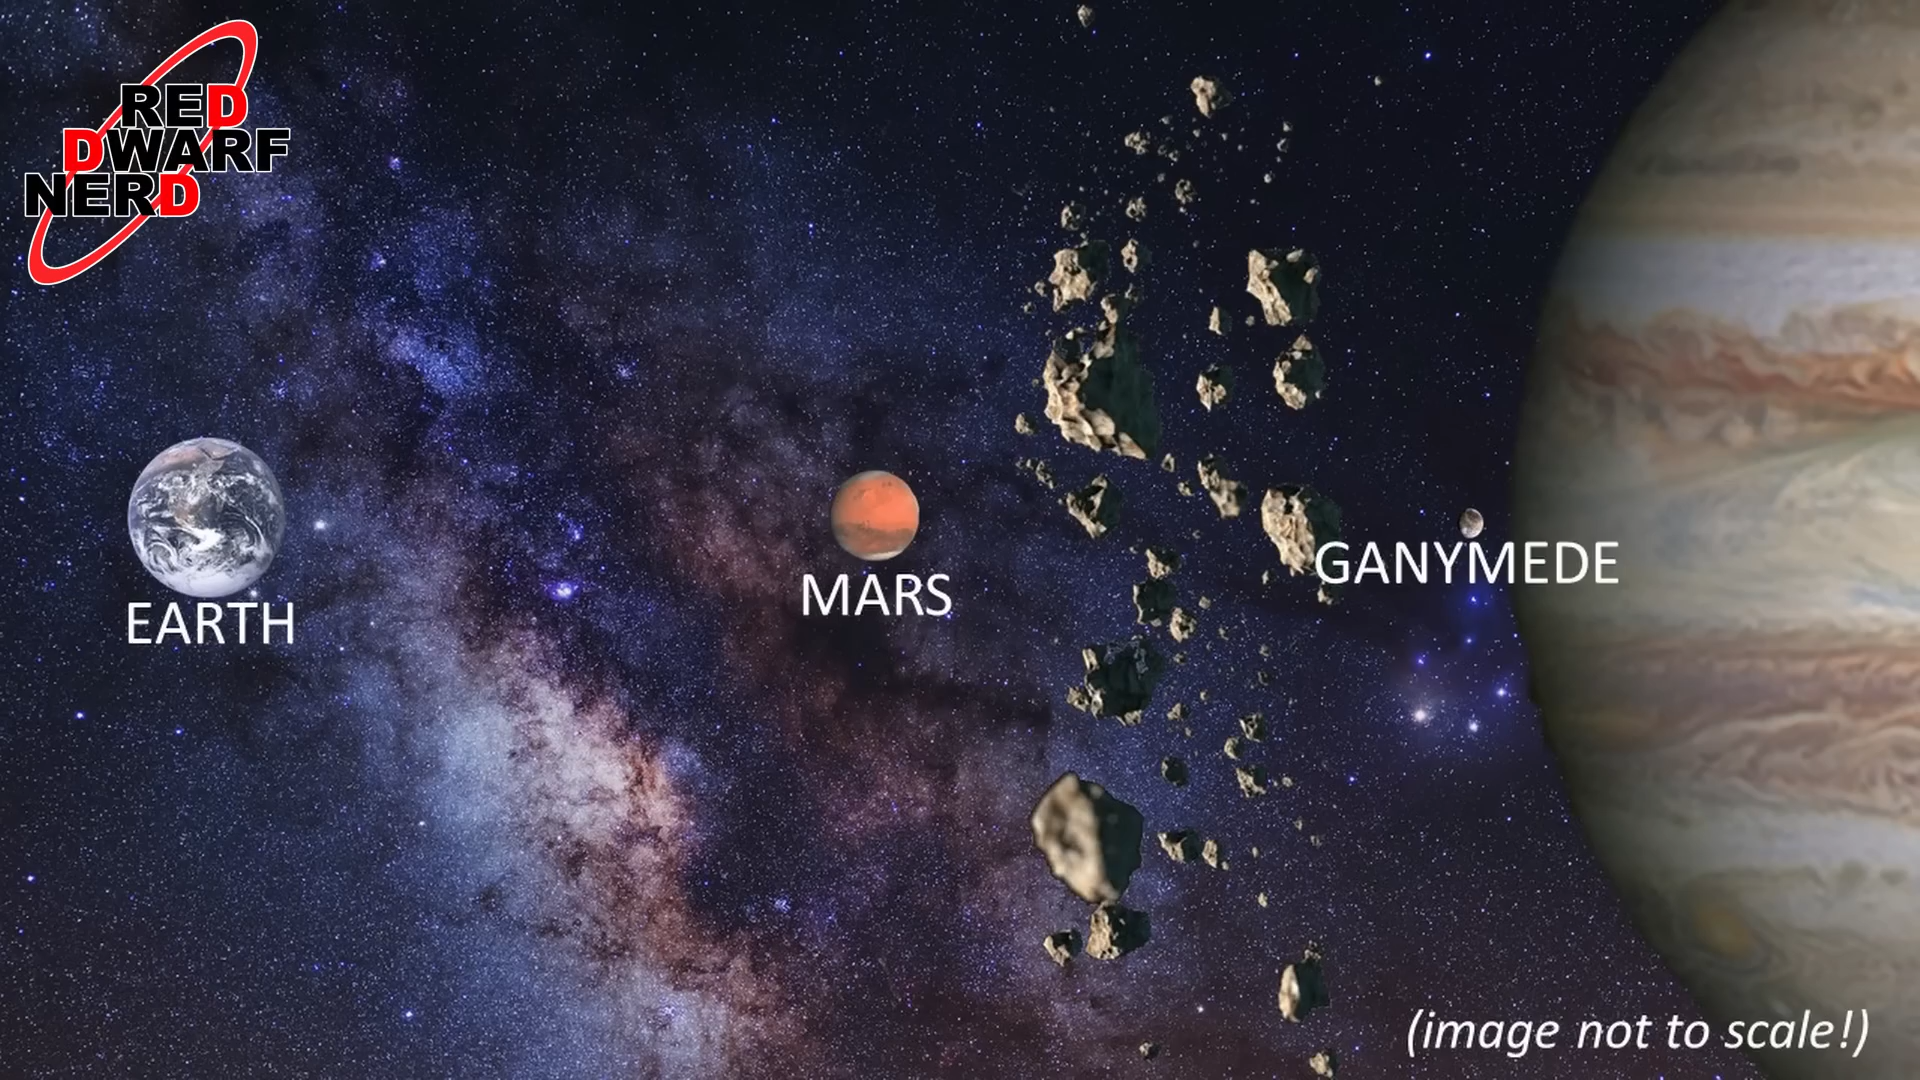 RED
DWARF
NERD
EARTH
MARS
GANYMEDE
(image not to scale!)